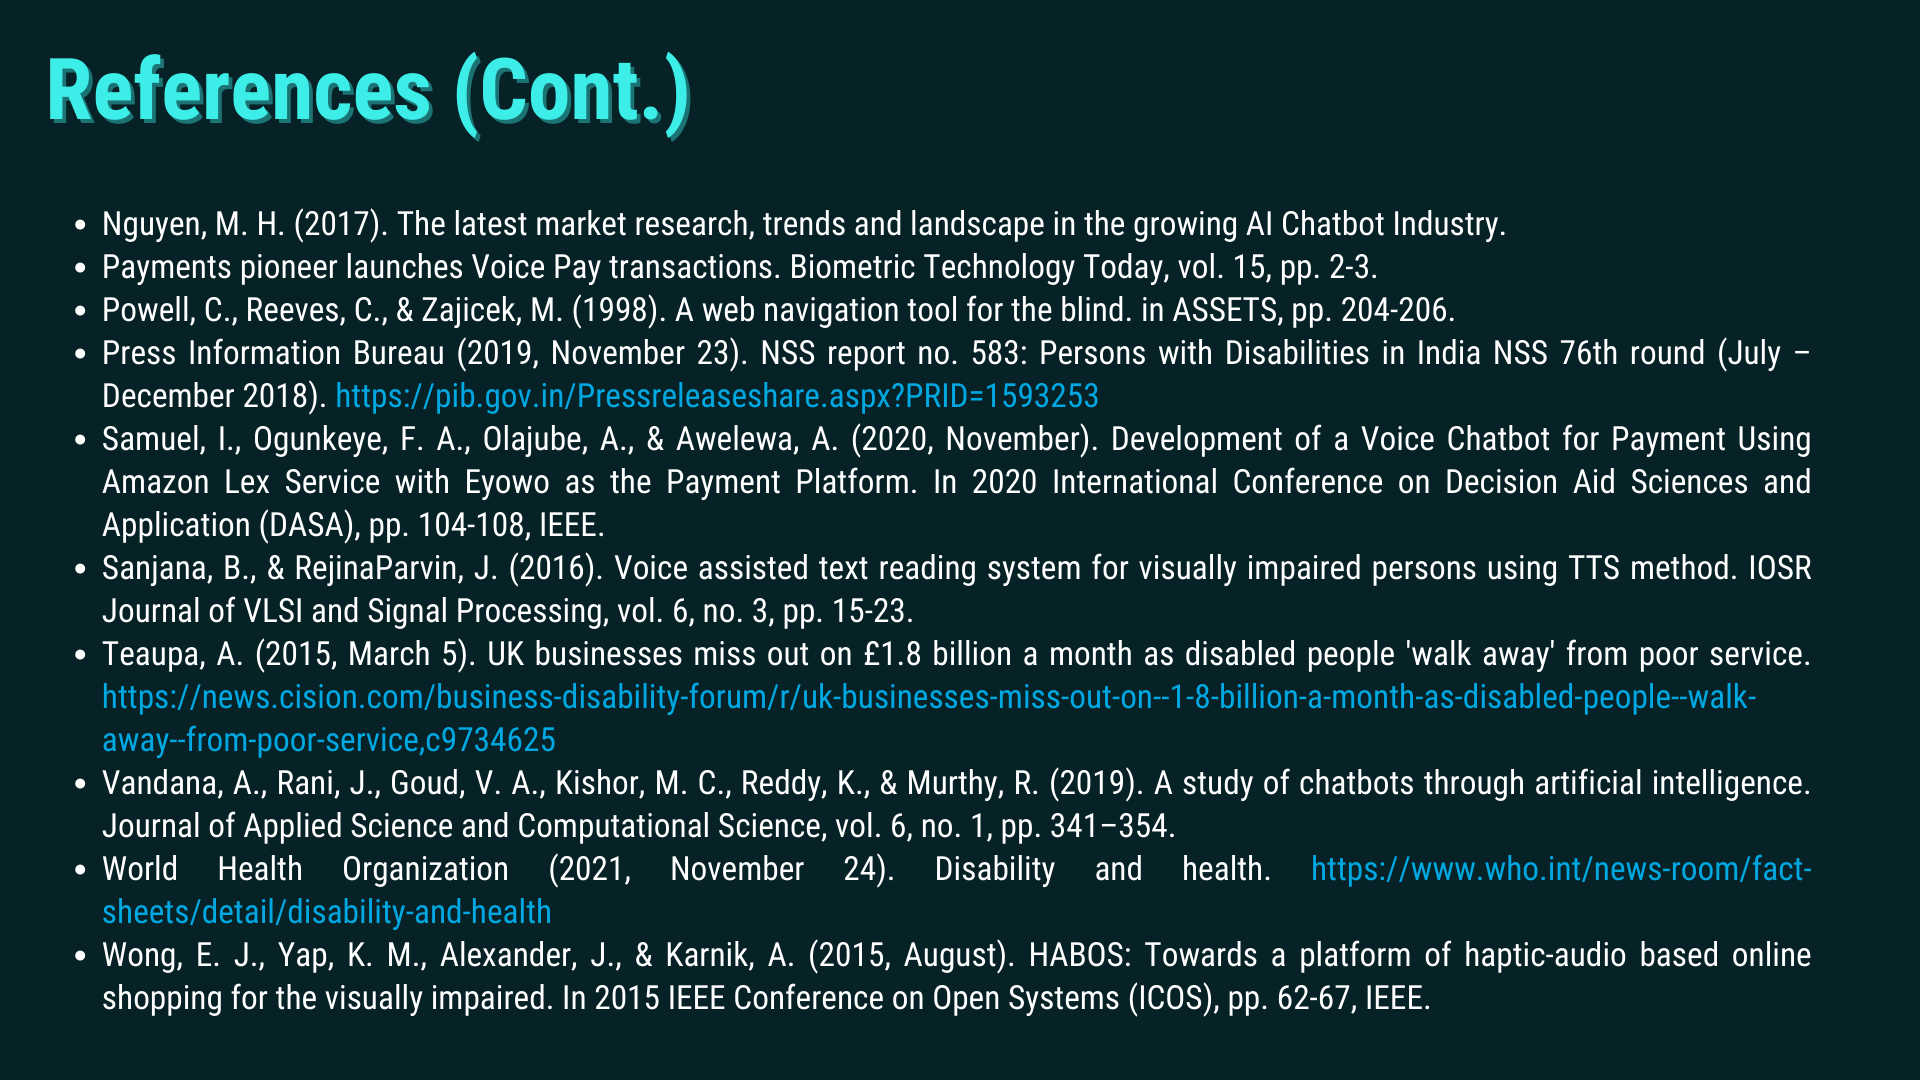 References (Cont.)
• Nguyen, M. H. (2017). The latest market research, trends and landscape in the growing AI Chatbot Industry.
• Payments pioneer launches Voice Pay transactions. Biometric Technology Today, vol. 15, pp. 2-3.
• Powell, C., Reeves, C., & Zajicek, M. (1998). A web navigation tool for the blind. in ASSETS, pp. 204-206.
• Press Information Bureau (2019, November 23). NSS report no. 583: Persons with Disabilities in India NSS 76th round (July –
December 2018). https://pib.gov.in/Pressreleaseshare.aspx?PRID=1593253
• Samuel, I., Ogunkeye, F. A., Olajube, A., & Awelewa, A. (2020, November). Development of a Voice Chatbot for Payment Using
Amazon Lex Service with Eyowo as the Payment Platform. In 2020 International Conference on Decision Aid Sciences and
Application (DASA), pp. 104-108, IEEE.
• Sanjana, B., & RejinaParvin, J. (2016). Voice assisted text reading system for visually impaired persons using TTS method. IOSR
Journal of VLSI and Signal Processing, vol. 6, no. 3, pp. 15-23.
• Teaupa, A. (2015, March 5). UK businesses miss out on £1.8 billion a month as disabled people 'walk away' from poor service.
https://news.cision.com/business-disability-forum/r/uk-businesses-miss-out-on--1-8-billion-a-month-as-disabled-people--walk-
away--from-poor-service,c9734625
• Vandana, A., Rani, J., Goud, V. A., Kishor, M. C., Reddy, K., & Murthy, R. (2019). A study of chatbots through artificial intelligence.
Journal of Applied Science and Computational Science, vol. 6, no. 1, pp. 341–354.
• World Health Organization (2021, November 24). Disability and health. https://www.who.int/news-room/fact-
sheets/detail/disability-and-health
• Wong, E. J., Yap, K. M., Alexander, J., & Karnik, A. (2015, August). HABOS: Towards a platform of haptic-audio based online
shopping for the visually impaired. In 2015 IEEE Conference on Open Systems (ICOS), pp. 62-67, IEEE.